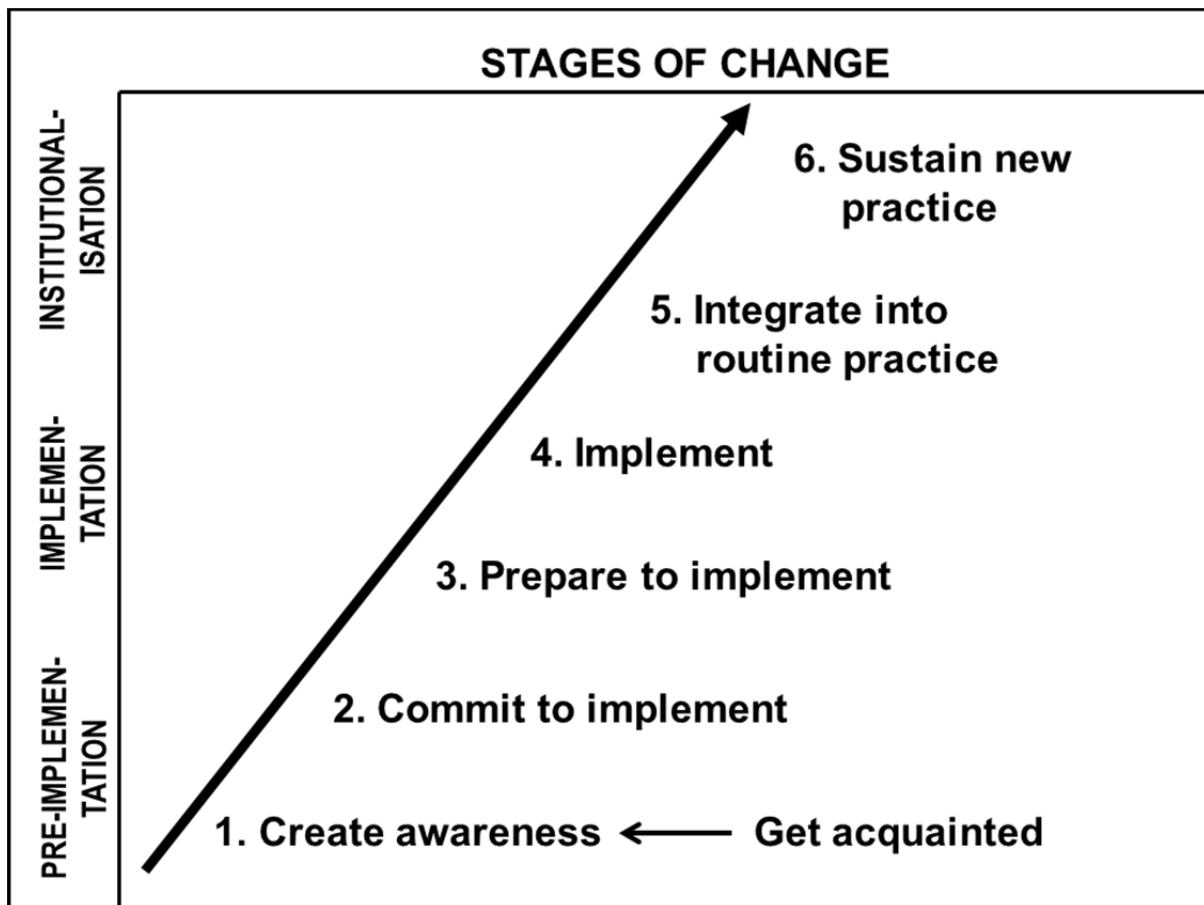 STAGES OF CHANGE
INSTITUTIONAL-
ISATION
IMPLEMEN-
TATION
PRE-IMPLEMEN-
TATION
6. Sustain new
practice
5. Integrate into
routine practice
4. Implement
3. Prepare to implement
2. Commit to implement
1. Create awareness
Get acquainted